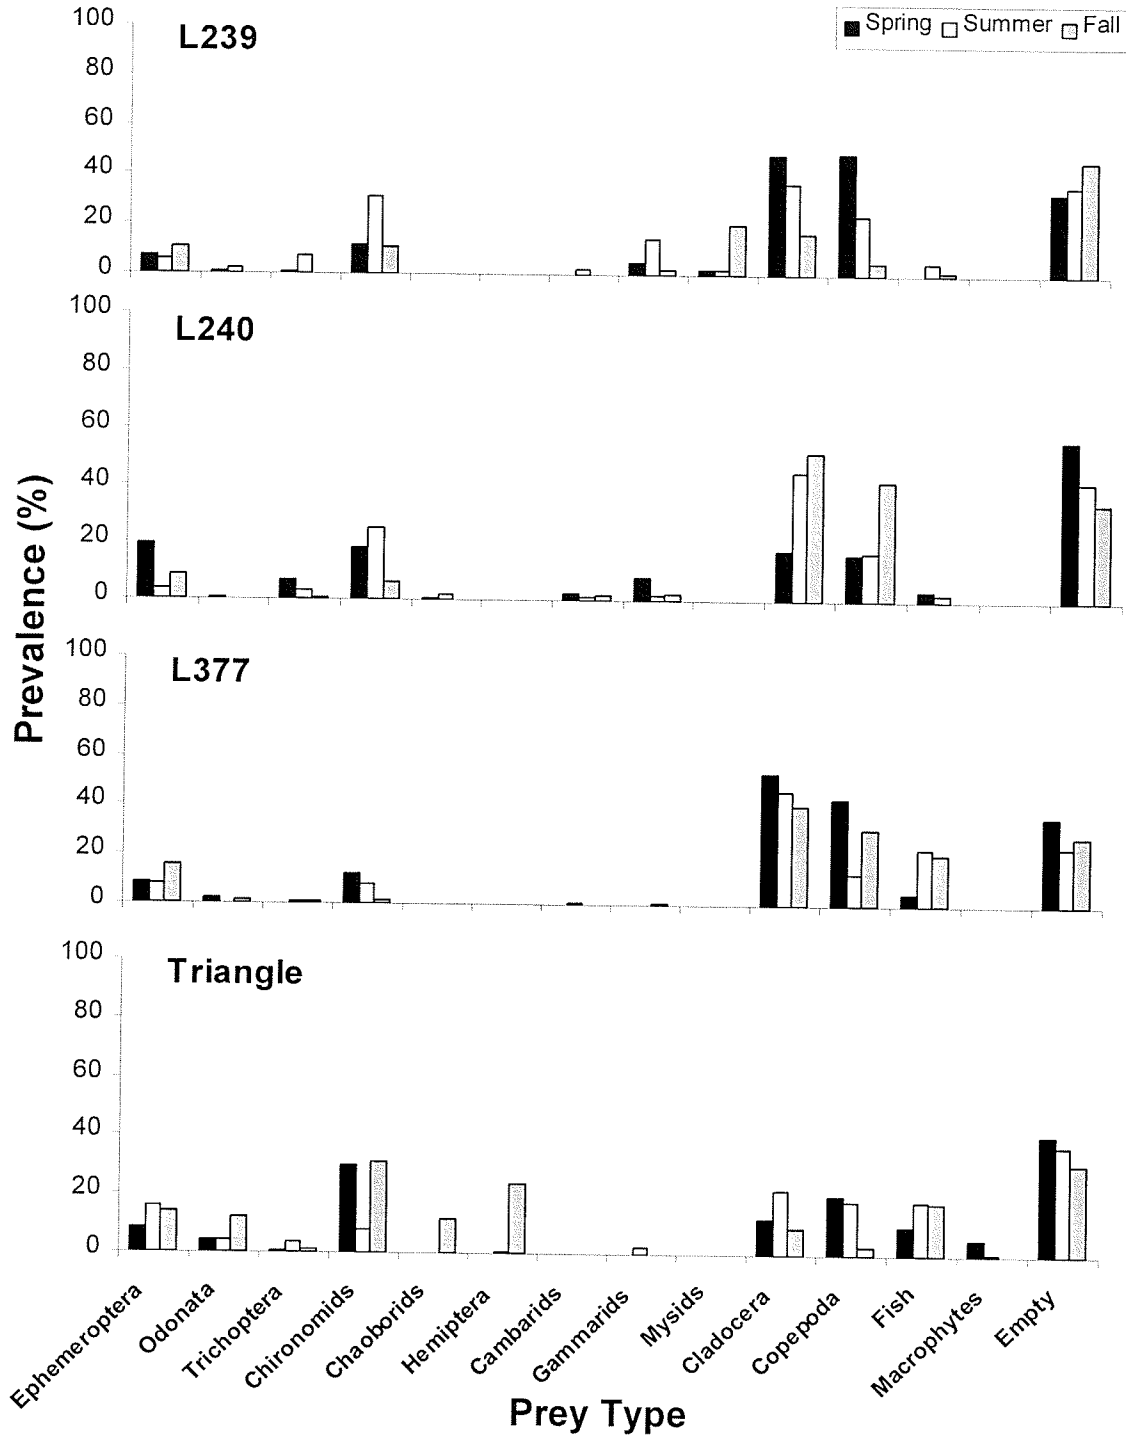 Spring Summer Fall
L239
100
80
60
40
20
0
L240
100
80
60
40
20
0
L377
100
80
60
40
20
0
Triangle
100
80
60
40
20
0
Prevalence (%)
Ephemeroptera
Odonata
Trichoptera
Chironomids
Chaoborids
Hemiptera
Cambarids
Gammarids
Mysids
Cladocera
Copepoda
Fish
Macrophytes
Empty
Prey Type